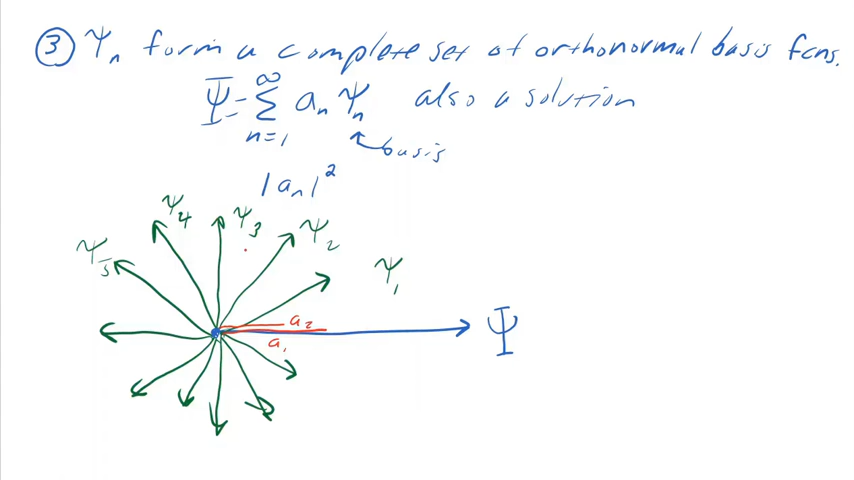 ③ Ψn form a complete set of orthonormal basis fcns.
Ψ = ∞ Σ n=1 an Ψn also a solution
basis
|an|²
Ψ4 Ψ3 Ψ2
Ψ5 Ψ1
a2 Ψ
a1